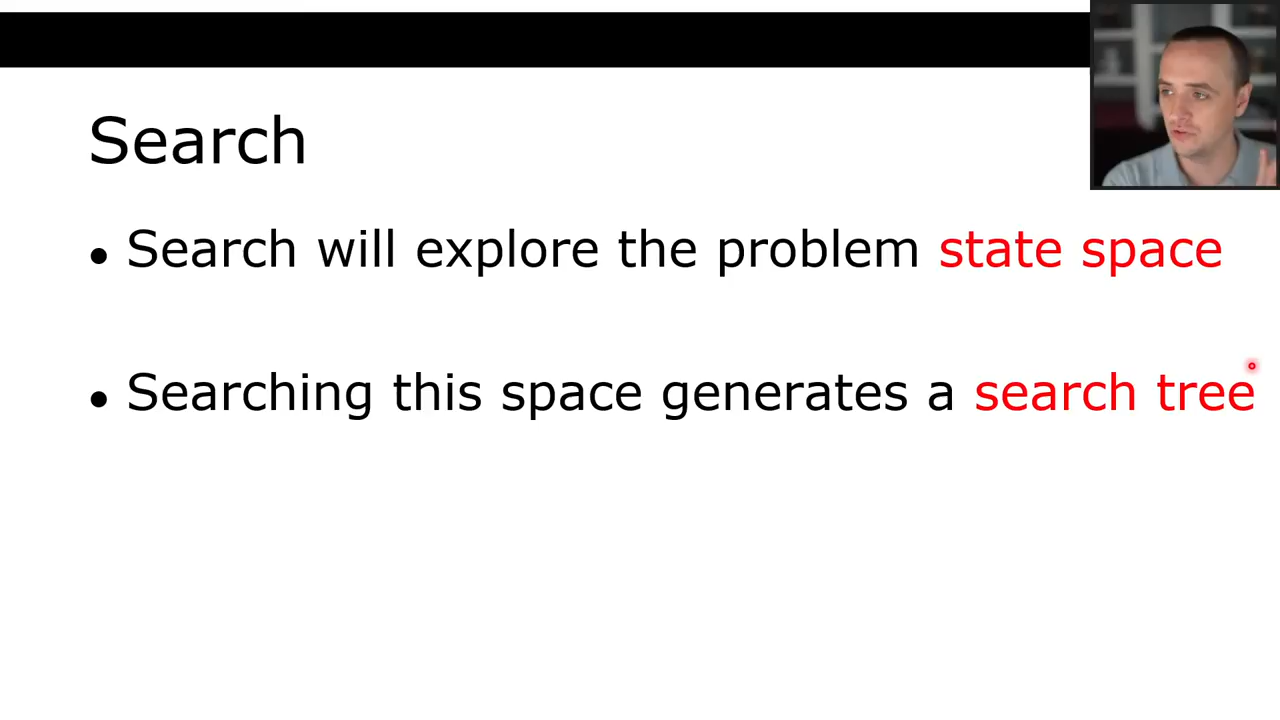 Search
• Search will explore the problem state space
• Searching this space generates a search tree